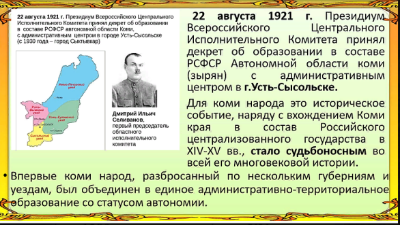 22 августа 1921 г. Президиум Всероссийского Центрального
Исполнительного Комитета принял декрет об образовании
в составе РСФСР автономной области Коми,
с административным центром в городе Усть-Сысольске
(с 1930 года – город Сыктывкар)
Дмитрий Ильич
Селиванов,
первый председатель
областного
исполнительного
комитета
22 августа 1921 г. Президиум
Всероссийского Центрального
Исполнительного Комитета принял
декрет об образовании в составе
РСФСР Автономной области коми
(зырян) с административным
центром в г.Усть-Сысольске.
Для коми народа это историческое
событие, наряду с вхождением Коми
края в состав Российского
централизованного государства в
XIV-XV вв., стало судьбоносным во
всей его многовековой истории.
• Впервые коми народ, разбросанный по нескольким губерниям и
уездам, был объединен в единое административно-территориальное
образование со статусом автономии.